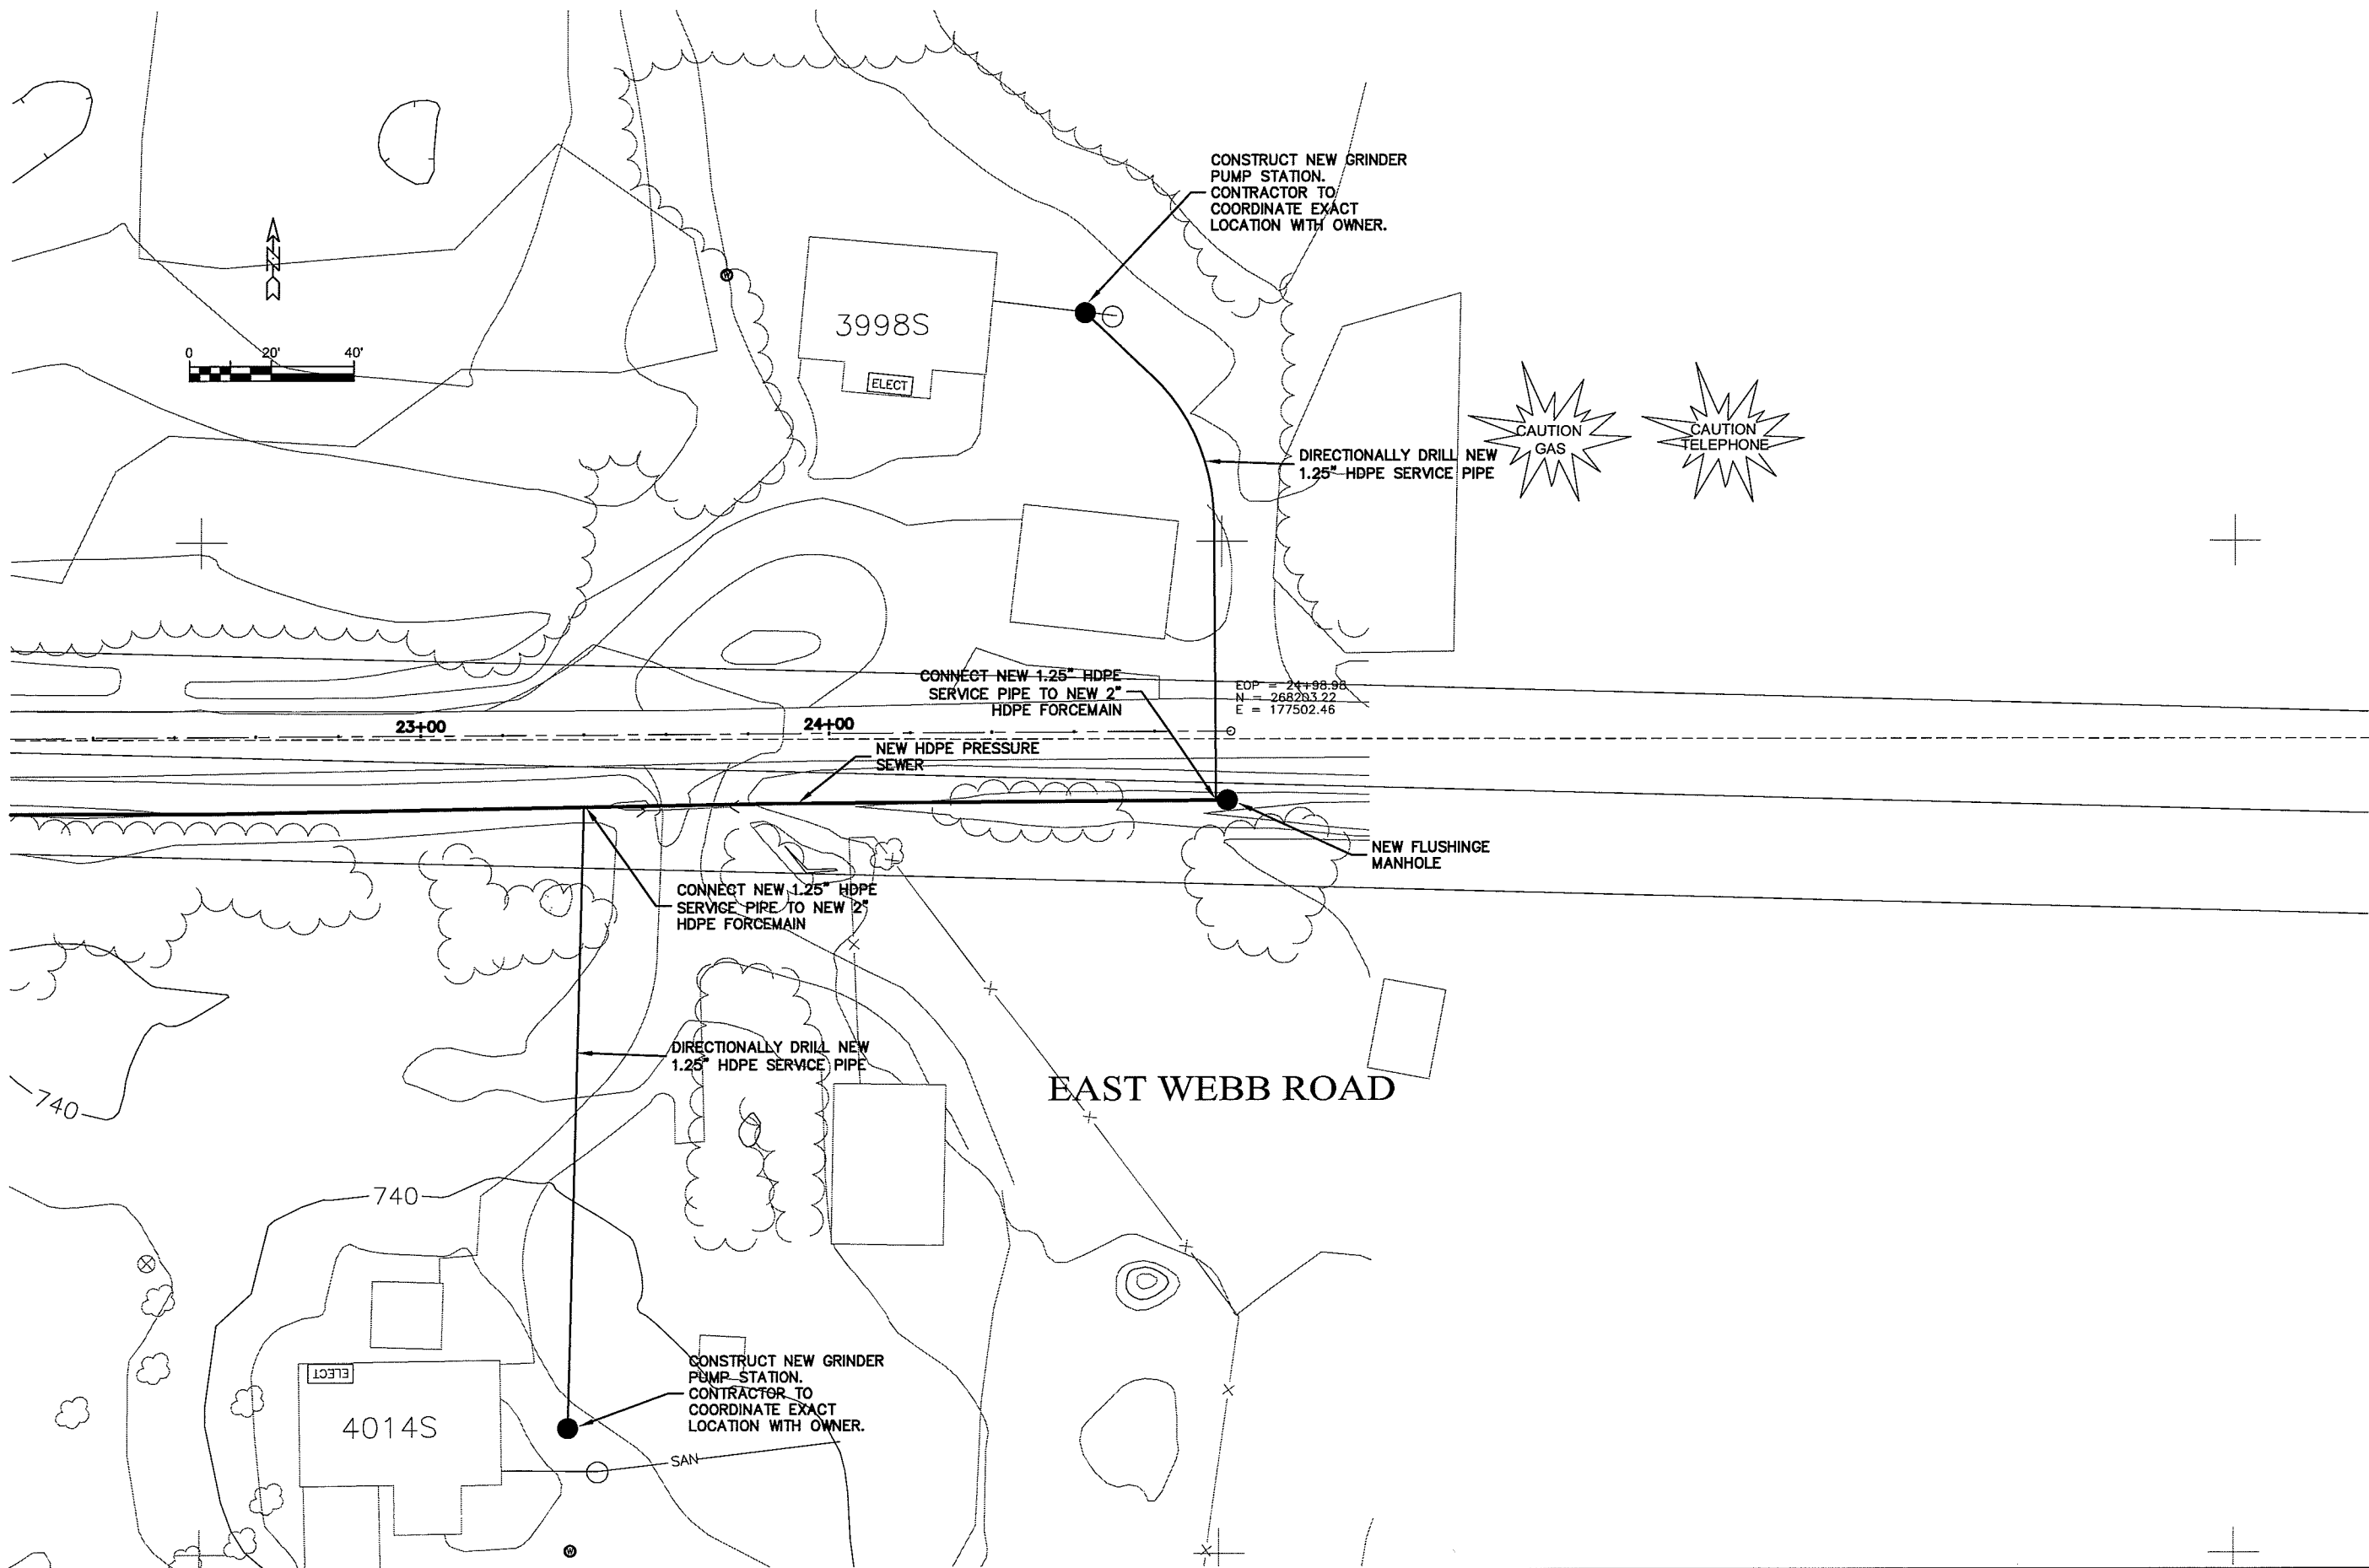 CONSTRUCT NEW GRINDER
PUMP STATION.
CONTRACTOR TO
COORDINATE EXACT
LOCATION WITH OWNER.
N
0 20' 40'
3998S
ELECT
DIRECTIONALLY DRILL NEW
1.25" HDPE SERVICE PIPE
CAUTION
GAS
CAUTION
TELEPHONE
CONNECT NEW 1.25" HDPE
SERVICE PIPE TO NEW 2"
HDPE FORCEMAIN
EOP = 24+98.98
N = 268203.22
E = 177502.46
23+00
24+00
NEW HDPE PRESSURE
SEWER
NEW FLUSHINGE
MANHOLE
CONNECT NEW 1.25" HDPE
SERVICE PIPE TO NEW 2"
HDPE FORCEMAIN
DIRECTIONALLY DRILL NEW
1.25" HDPE SERVICE PIPE
EAST WEBB ROAD
740
740
ELECT
4014S
CONSTRUCT NEW GRINDER
PUMP STATION.
CONTRACTOR TO
COORDINATE EXACT
LOCATION WITH OWNER.
SAN